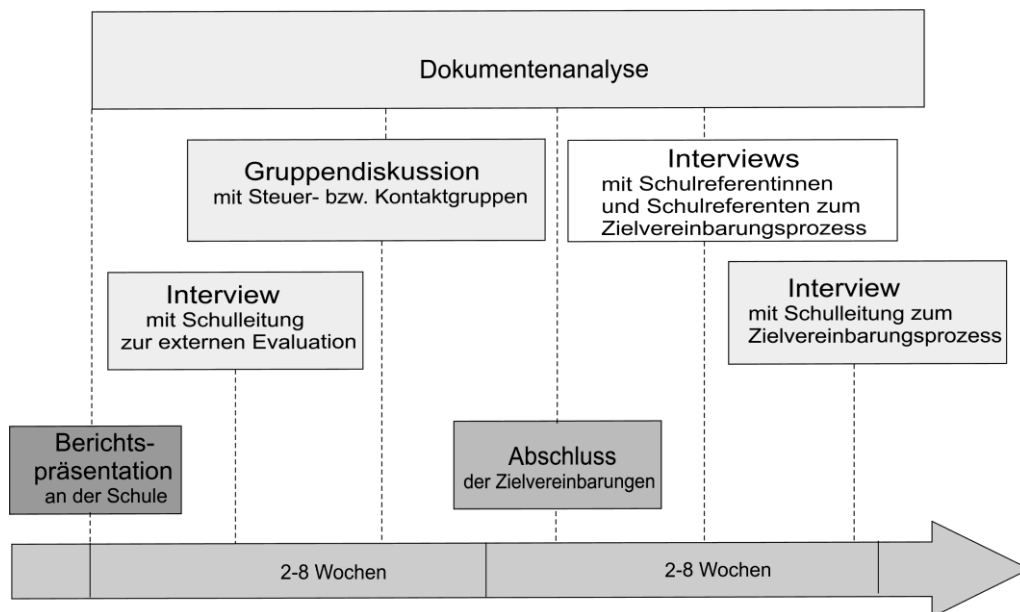 Dokumentenanalyse
Gruppendiskussion
mit Steuer- bzw. Kontaktgruppen
Interviews
mit Schulreferentinnen
und Schulreferenten zum
Zielvereinbarungsprozess
Interview
mit Schulleitung
zur externen Evaluation
Interview
mit Schulleitung zum
Zielvereinbarungsprozess
Berichts-
präsentation
an der Schule
Abschluss
der Zielvereinbarungen
2-8 Wochen
2-8 Wochen